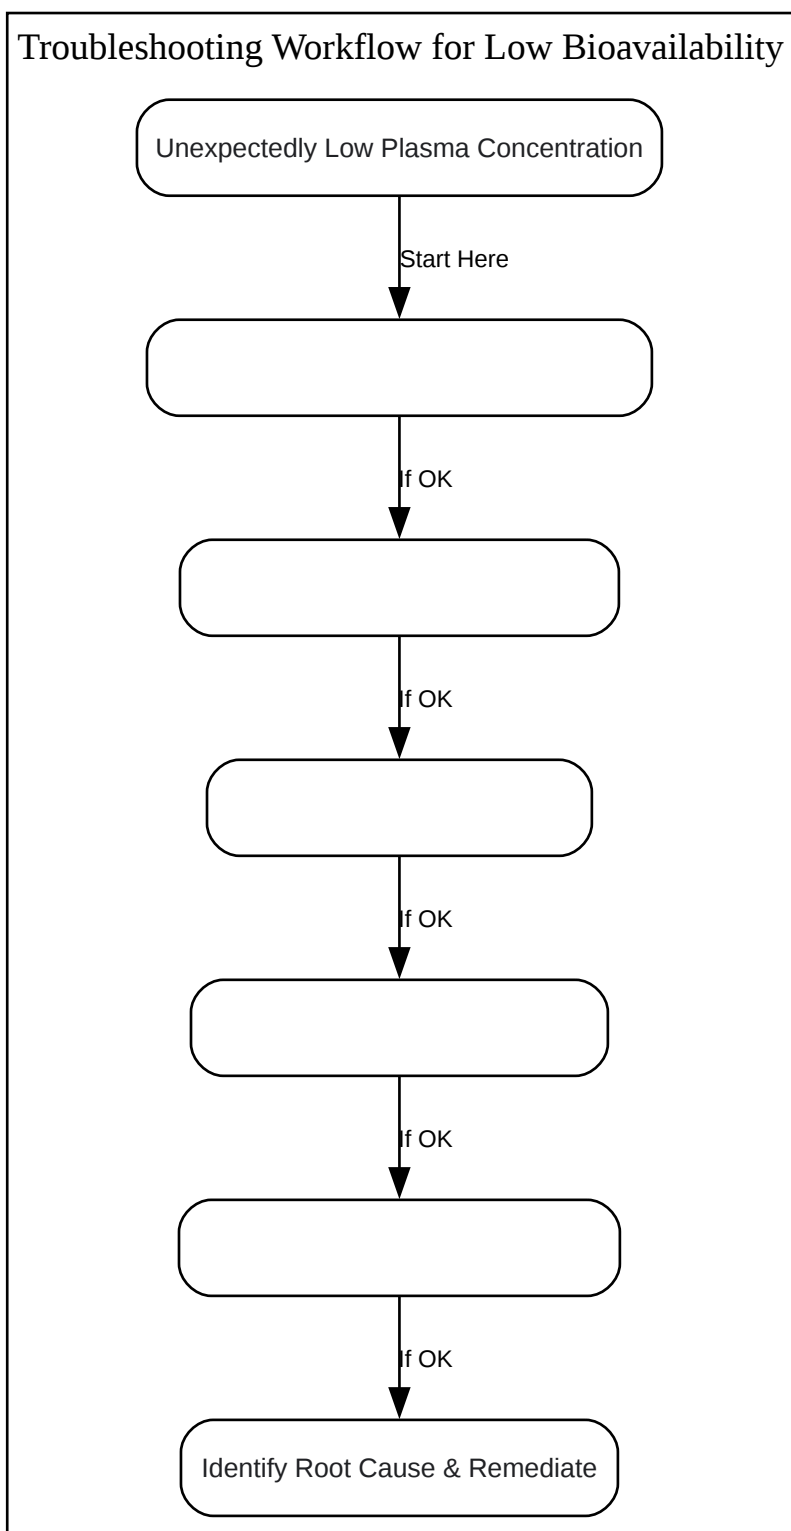 Troubleshooting Workflow for Low Bioavailability
Unexpectedly Low Plasma Concentration
Start Here
If OK
If OK
If OK
If OK
If OK
Identify Root Cause & Remediate